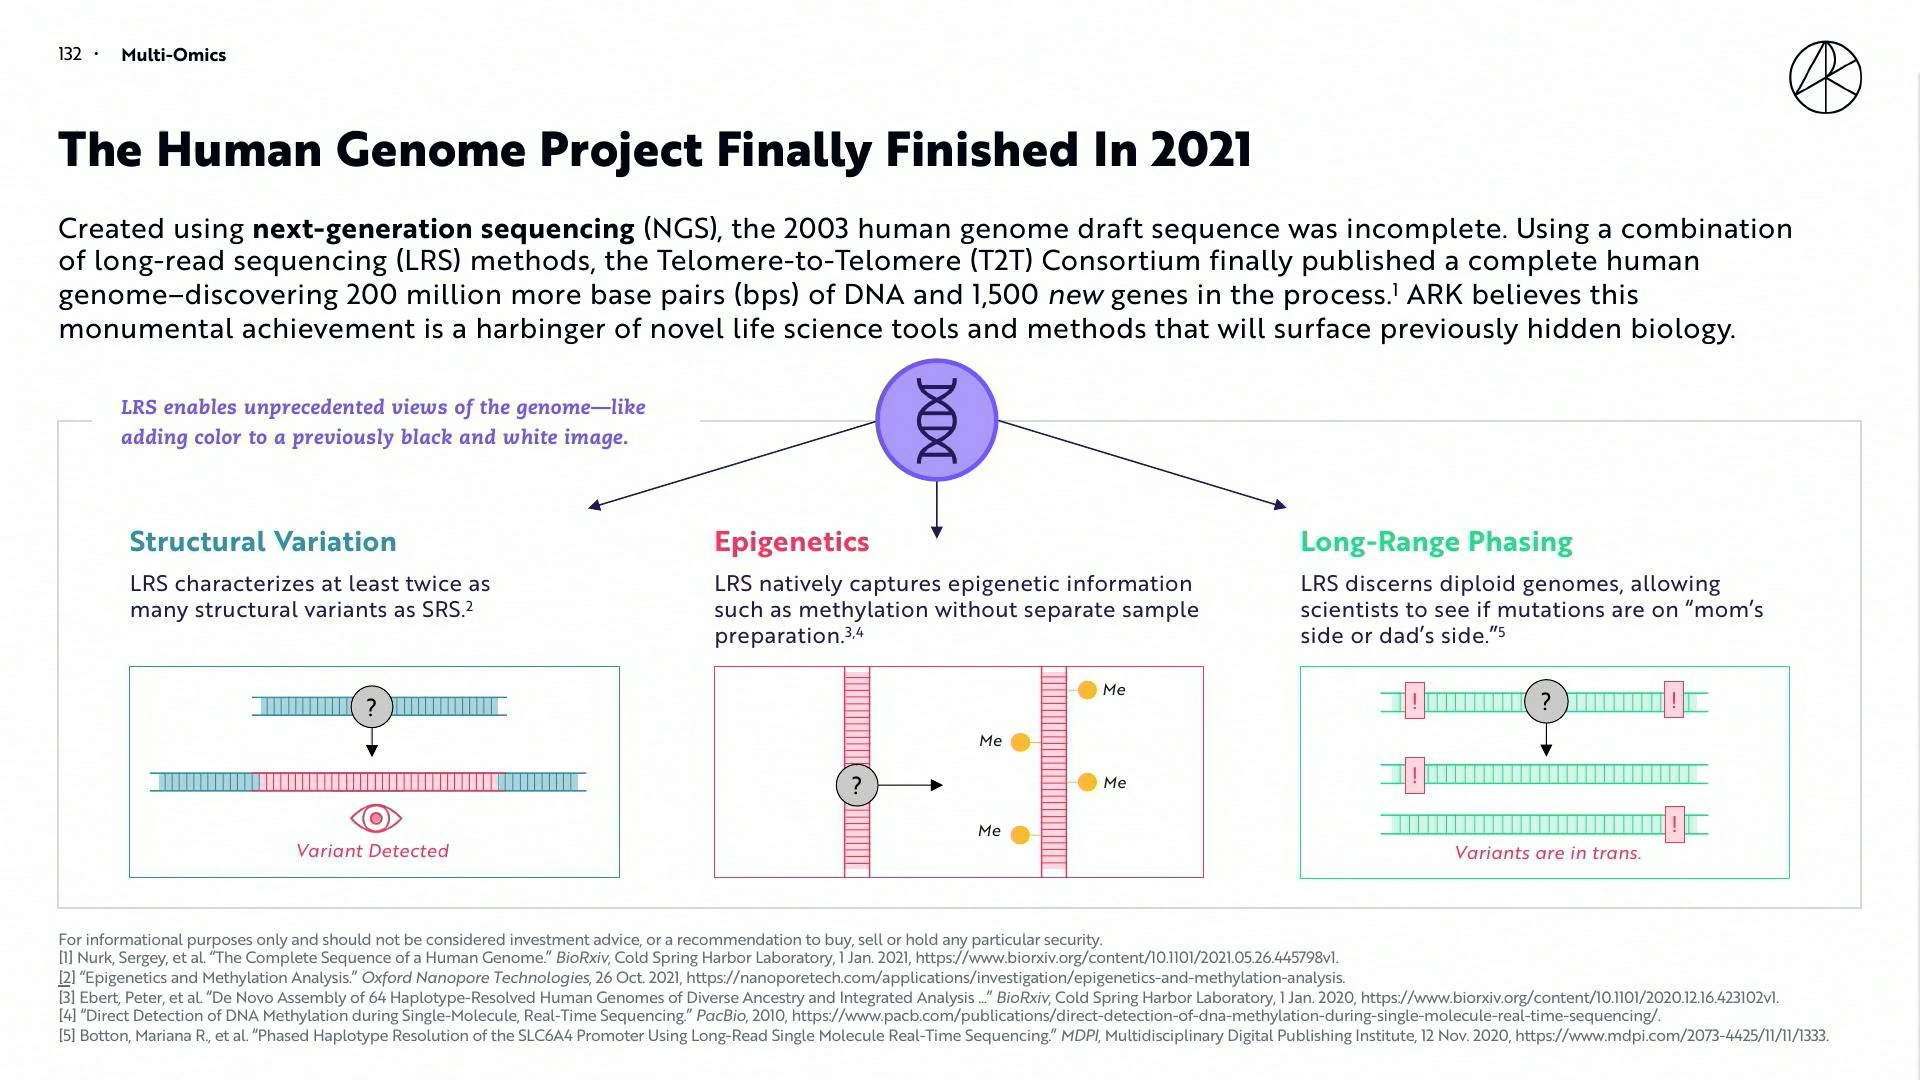 132 · Multi-Omics
The Human Genome Project Finally Finished In 2021
Created using next-generation sequencing (NGS), the 2003 human genome draft sequence was incomplete. Using a combination
of long-read sequencing (LRS) methods, the Telomere-to-Telomere (T2T) Consortium finally published a complete human
genome–discovering 200 million more base pairs (bps) of DNA and 1,500 new genes in the process.¹ ARK believes this
monumental achievement is a harbinger of novel life science tools and methods that will surface previously hidden biology.
LRS enables unprecedented views of the genome—like
adding color to a previously black and white image.
Structural Variation
LRS characterizes at least twice as
many structural variants as SRS.²
?
Variant Detected
Epigenetics
LRS natively captures epigenetic information
such as methylation without separate sample
preparation.³,⁴
Me
Me
?
Me
Me
Long-Range Phasing
LRS discerns diploid genomes, allowing
scientists to see if mutations are on “mom’s
side or dad’s side.”⁵
! ? !
!
!
Variants are in trans.
For informational purposes only and should not be considered investment advice, or a recommendation to buy, sell or hold any particular security.
[1] Nurk, Sergey, et al. “The Complete Sequence of a Human Genome.” BioRxiv, Cold Spring Harbor Laboratory, 1 Jan. 2021, https://www.biorxiv.org/content/10.1101/2021.05.26.445798v1.
[2] “Epigenetics and Methylation Analysis.” Oxford Nanopore Technologies, 26 Oct. 2021, https://nanoporetech.com/applications/investigation/epigenetics-and-methylation-analysis.
[3] Ebert, Peter, et al. “De Novo Assembly of 64 Haplotype-Resolved Human Genomes of Diverse Ancestry and Integrated Analysis ...” BioRxiv, Cold Spring Harbor Laboratory, 1 Jan. 2020, https://www.biorxiv.org/content/10.1101/2020.12.16.423102v1.
[4] “Direct Detection of DNA Methylation during Single-Molecule, Real-Time Sequencing.” PacBio, 2010, https://www.pacb.com/publications/direct-detection-of-dna-methylation-during-single-molecule-real-time-sequencing/.
[5] Botton, Mariana R., et al. “Phased Haplotype Resolution of the SLC6A4 Promoter Using Long-Read Single Molecule Real-Time Sequencing.” MDPI, Multidisciplinary Digital Publishing Institute, 12 Nov. 2020, https://www.mdpi.com/2073-4425/11/11/1333.